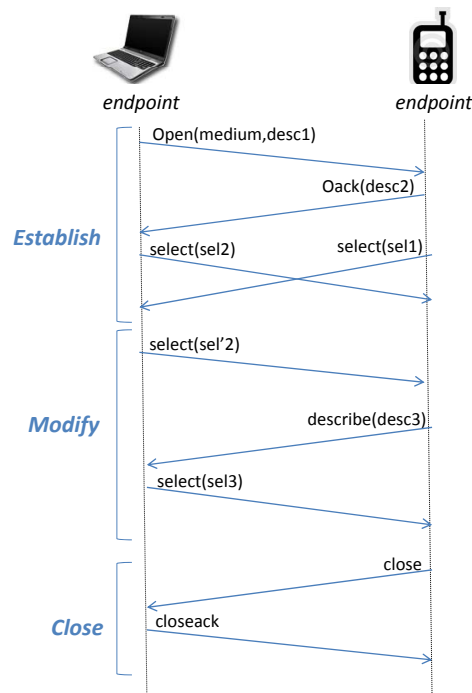 endpoint endpoint
Open(medium,desc1)
Oack(desc2)
Establish
select(sel2) select(sel1)
select(sel’2)
Modify
describe(desc3)
select(sel3)
close
Close
closeack